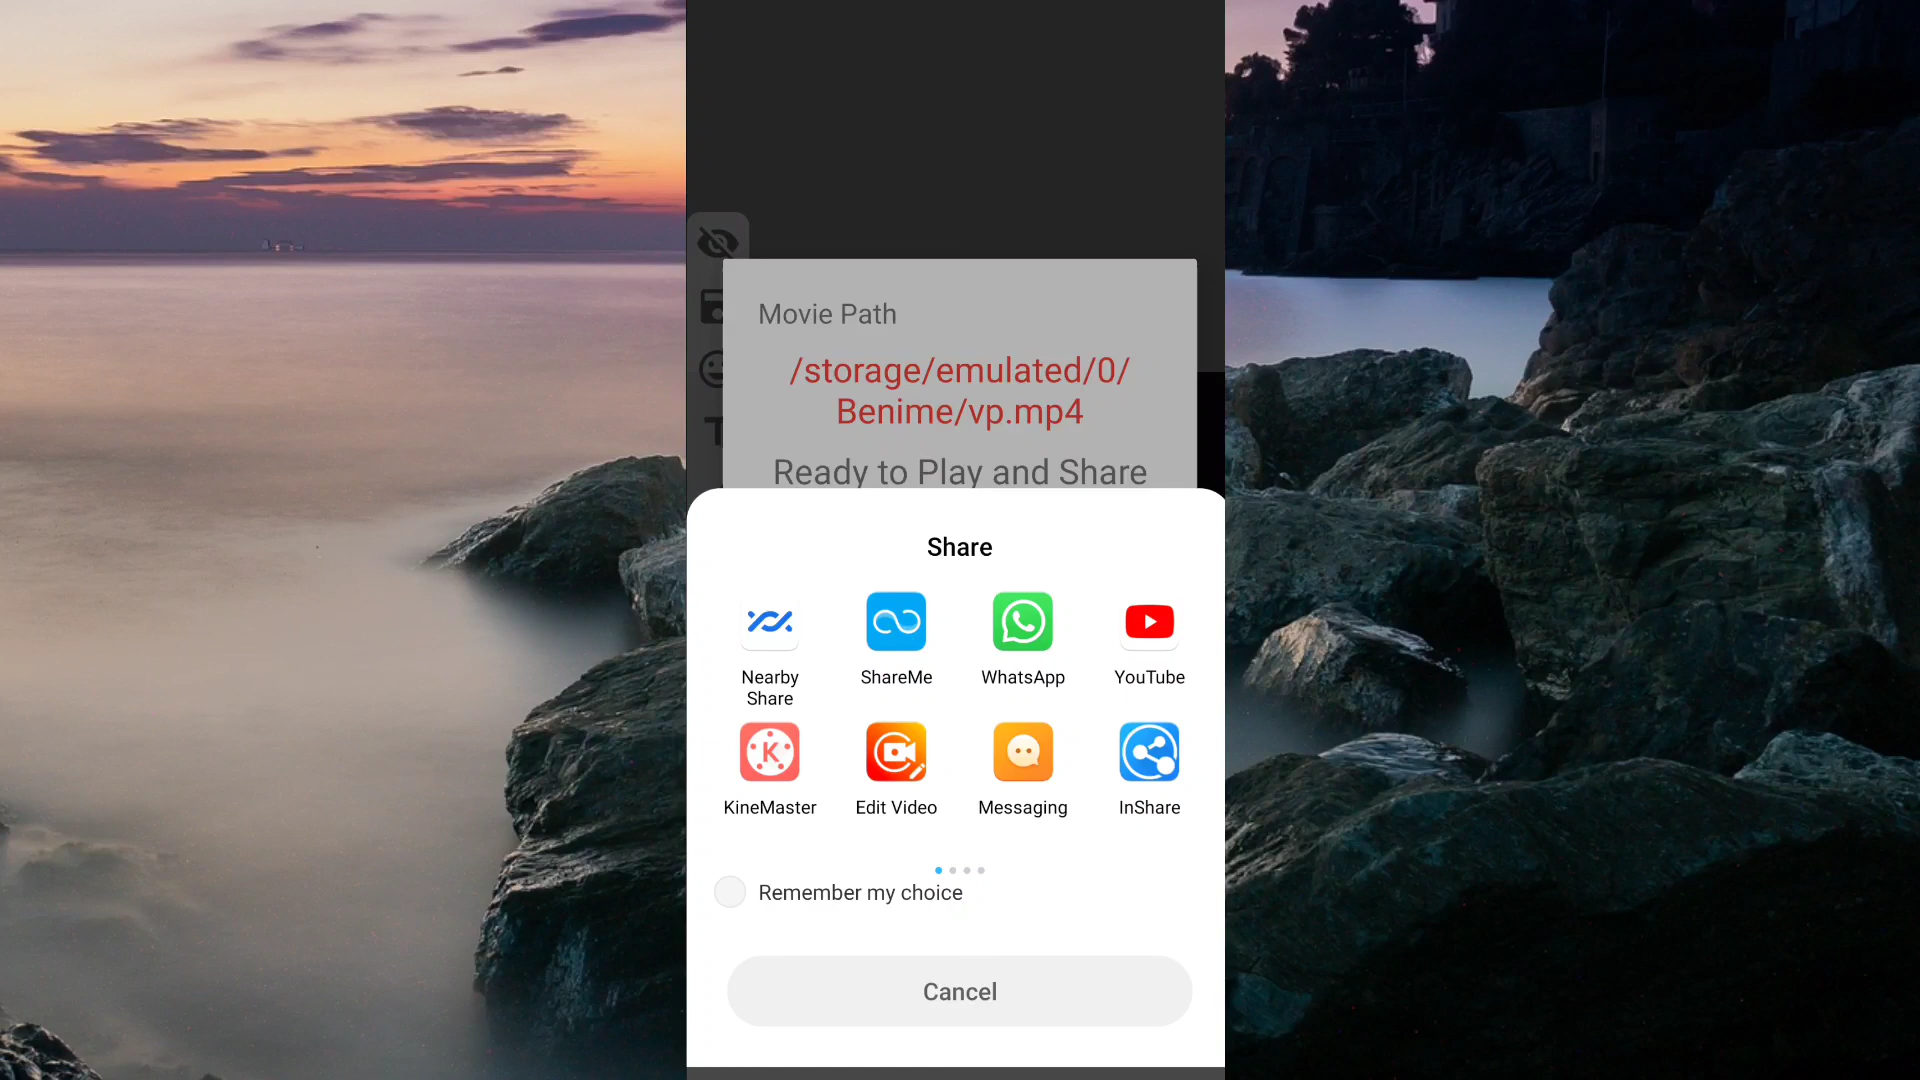 Movie Path
/storage/emulated/0/
Benime/vp.mp4
T
Ready to Play and Share
Share
Nearby
Share
ShareMe
WhatsApp
YouTube
K
KineMaster
Edit Video
Messaging
InShare
Remember my choice
Cancel